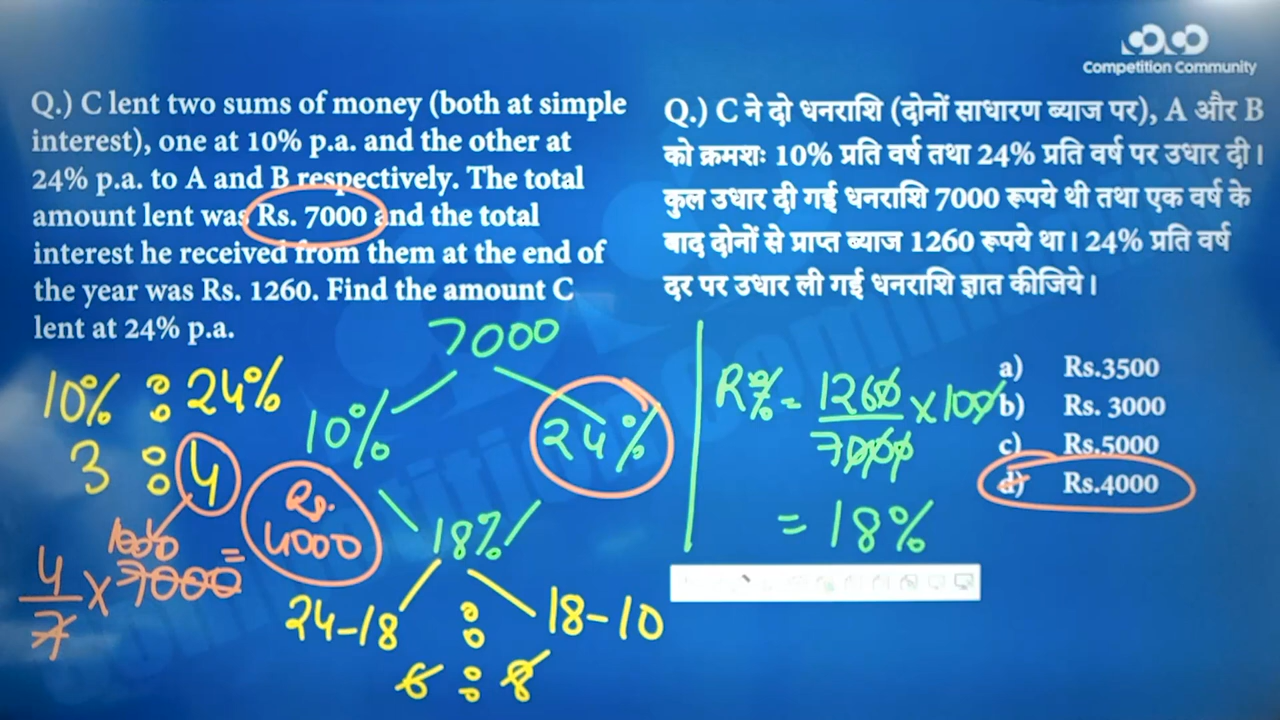 Competition Community
Q.) C lent two sums of money (both at simple
interest), one at 10% p.a. and the other at
24% p.a. to A and B respectively. The total
amount lent was Rs. 7000 and the total
interest he received from them at the end of
the year was Rs. 1260. Find the amount C
lent at 24% p.a.
Q.) C ने दो धनराशि (दोनों साधारण ब्याज पर), A और B
को क्रमशः 10% प्रति वर्ष तथा 24% प्रति वर्ष पर उधार दी।
कुल उधार दी गई धनराशि 7000 रूपये थी तथा एक वर्ष के
बाद दोनों से प्राप्त ब्याज 1260 रूपये था। 24% प्रति वर्ष
दर पर उधार ली गई धनराशि ज्ञात कीजिये।
a) Rs.3500
b) Rs. 3000
c) Rs.5000
d) Rs.4000
7000
10% 24%
18%
24-18 : 18-10
6 : 8
10% : 24%
3 : 4
4/7 × 7000 =
1000
Rs.
4000
R% = 1260/7000 × 100
= 18%